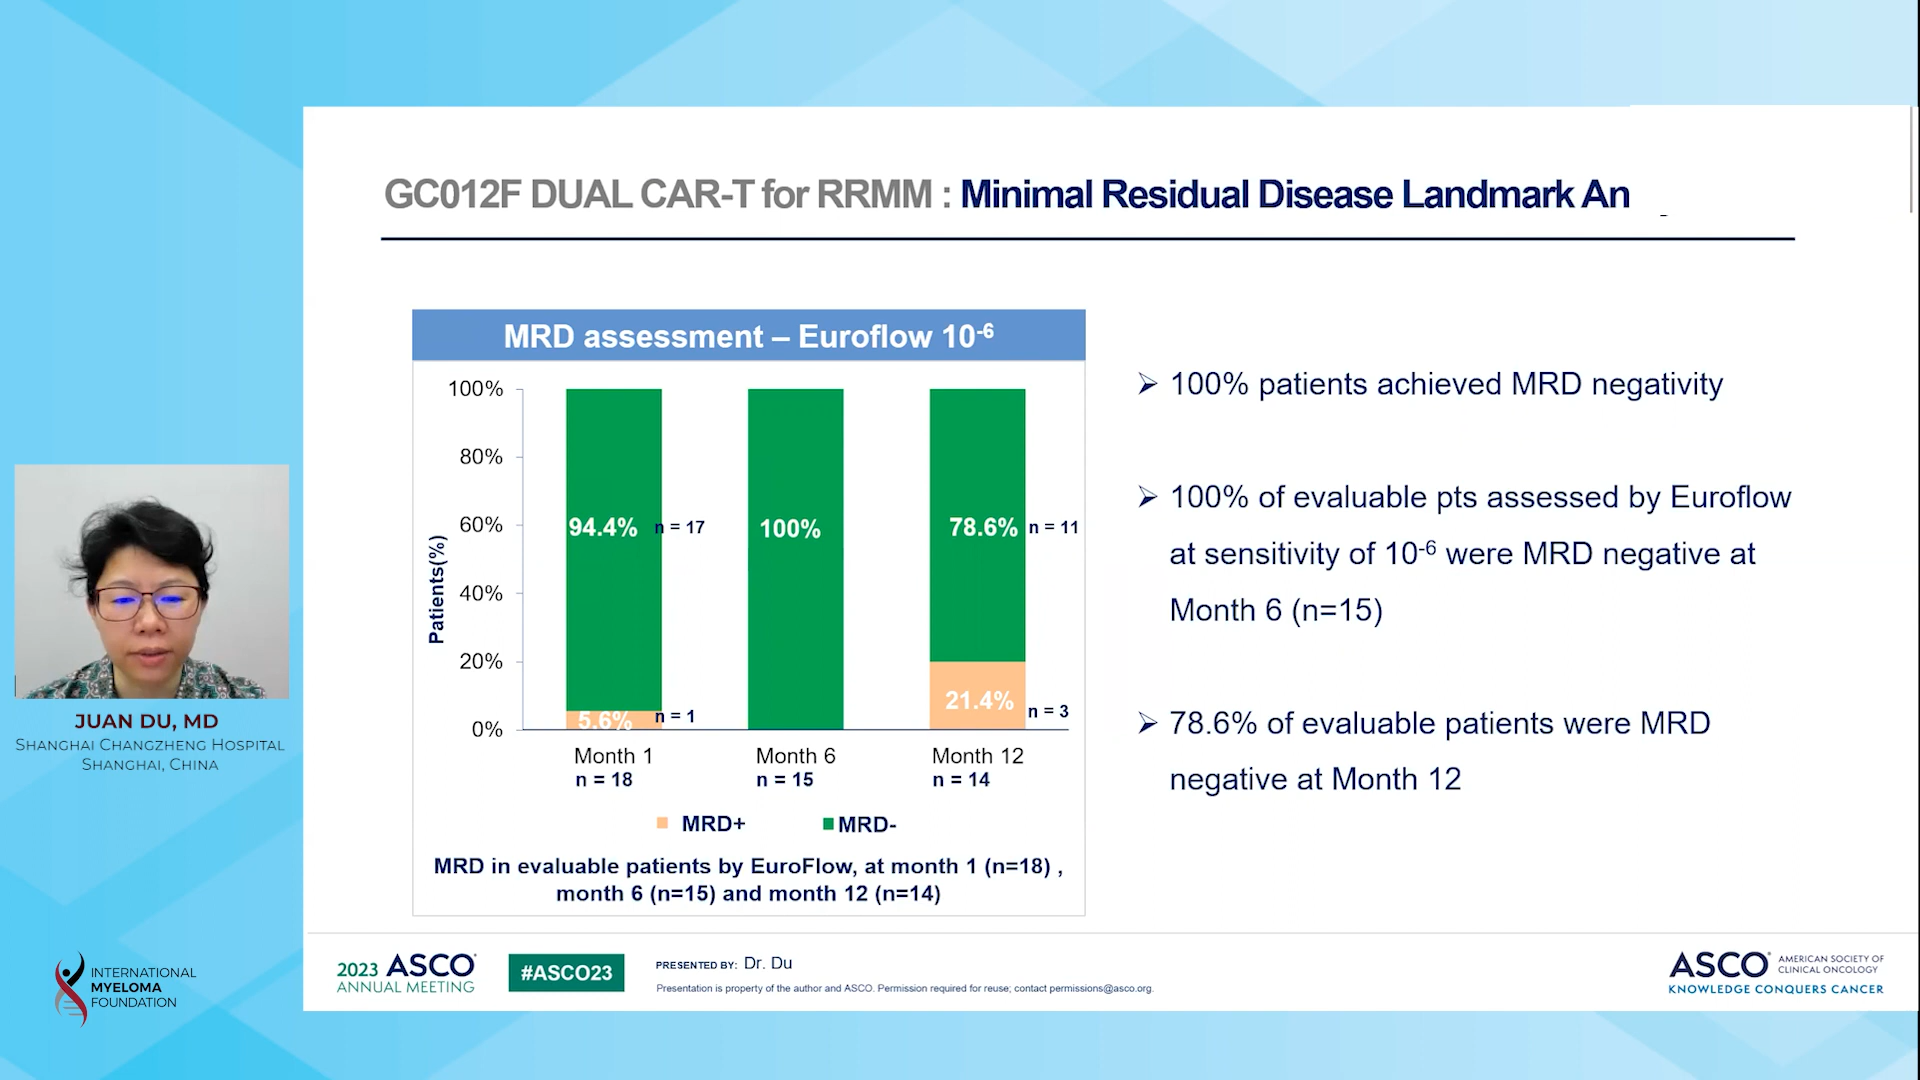 GC012F DUAL CAR-T for RRMM : Minimal Residual Disease Landmark An
MRD assessment – Euroflow 10-6
Patients(%)
100%
80%
60%
40%
20%
0%
94.4% n = 17
100%
78.6% n = 11
5.6% n = 1
21.4% n = 3
Month 1
n = 18
Month 6
n = 15
Month 12
n = 14
MRD+ MRD-
MRD in evaluable patients by EuroFlow, at month 1 (n=18) ,
month 6 (n=15) and month 12 (n=14)
➢ 100% patients achieved MRD negativity
➢ 100% of evaluable pts assessed by Euroflow
at sensitivity of 10-6 were MRD negative at
Month 6 (n=15)
➢ 78.6% of evaluable patients were MRD
negative at Month 12
JUAN DU, MD
SHANGHAI CHANGZHENG HOSPITAL
SHANGHAI, CHINA
INTERNATIONAL
MYELOMA
FOUNDATION
2023 ASCO
ANNUAL MEETING
#ASCO23
PRESENTED BY: Dr. Du
Presentation is property of the author and ASCO. Permission required for reuse; contact permissions@asco.org.
ASCO AMERICAN SOCIETY OF
CLINICAL ONCOLOGY
KNOWLEDGE CONQUERS CANCER